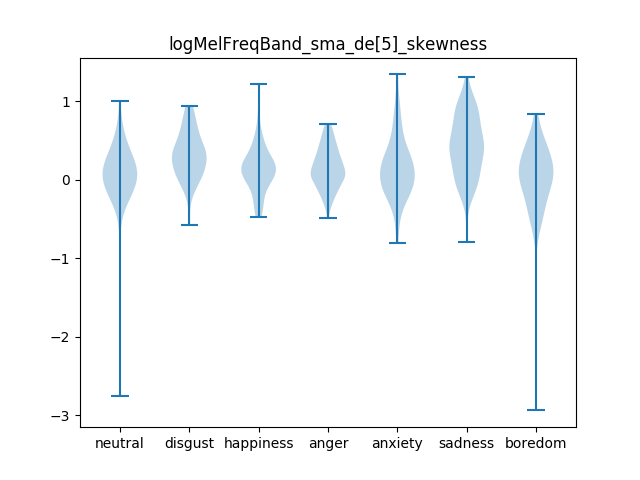 logMelFreqBand_sma_de[5]_skewness
1
0
−1
−2
−3
neutral disgust happiness anger anxiety sadness boredom